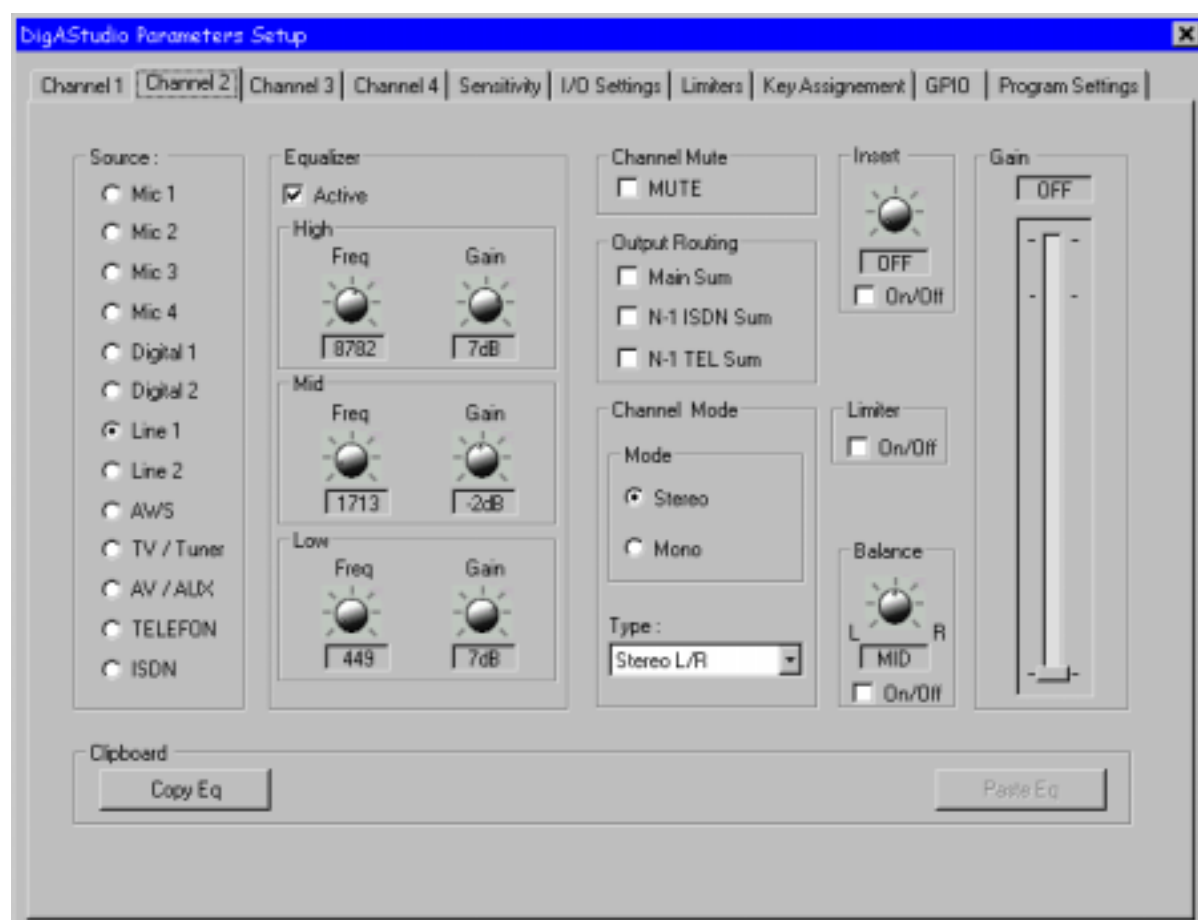 DigAStudio Parameters Setup
Channel 1 Channel 2 Channel 3 Channel 4 Sensitivity I/O Settings Limiters Key Assignement GPIO Program Settings
Source :
Mic 1
Mic 2
Mic 3
Mic 4
Digital 1
Digital 2
Line 1
Line 2
AWS
TV / Tuner
AV / AUX
TELEFON
ISDN
Equalizer
Active
High
Freq Gain
8782 7dB
Mid
Freq Gain
1713 -2dB
Low
Freq Gain
449 7dB
Channel Mute
MUTE
Output Routing
Main Sum
N-1 ISDN Sum
N-1 TEL Sum
Channel Mode
Mode
Stereo
Mono
Type :
Stereo L/R
Insert
OFF
On/Off
Limiter
On/Off
Balance
L R
MID
On/Off
Gain
OFF
Clipboard
Copy Eq Paste Eq